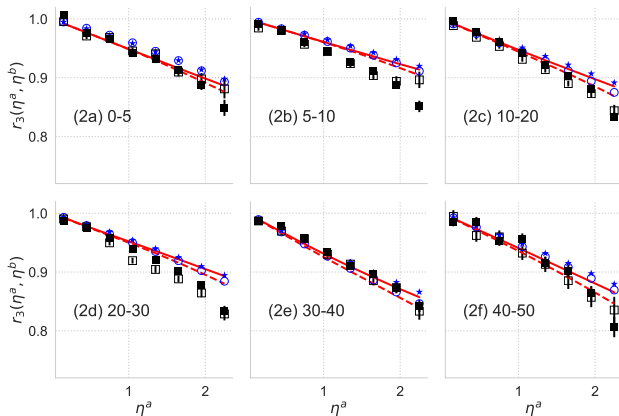 1.0
0.9
0.8
r₃(ηᵃ, ηᵇ)
(2a) 0-5
(2b) 5-10
(2c) 10-20
1.0
0.9
0.8
r₃(ηᵃ, ηᵇ)
(2d) 20-30
(2e) 30-40
(2f) 40-50
1 2
1 2
1 2
ηᵃ
ηᵃ
ηᵃ